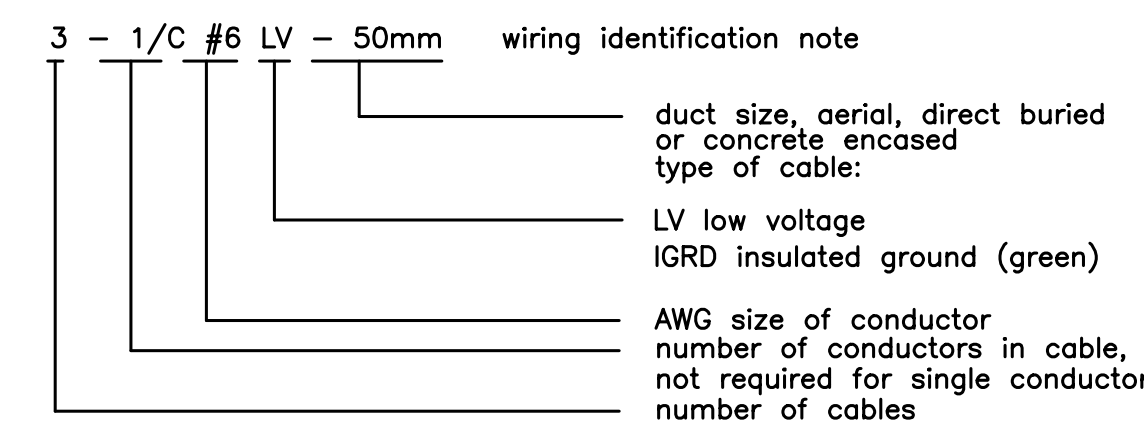 3 - 1/C #6 LV - 50mm wiring identification note
duct size, aerial, direct buried
or concrete encased
type of cable:
LV low voltage
IGRD insulated ground (green)
AWG size of conductor
number of conductors in cable,
not required for single conductor
number of cables